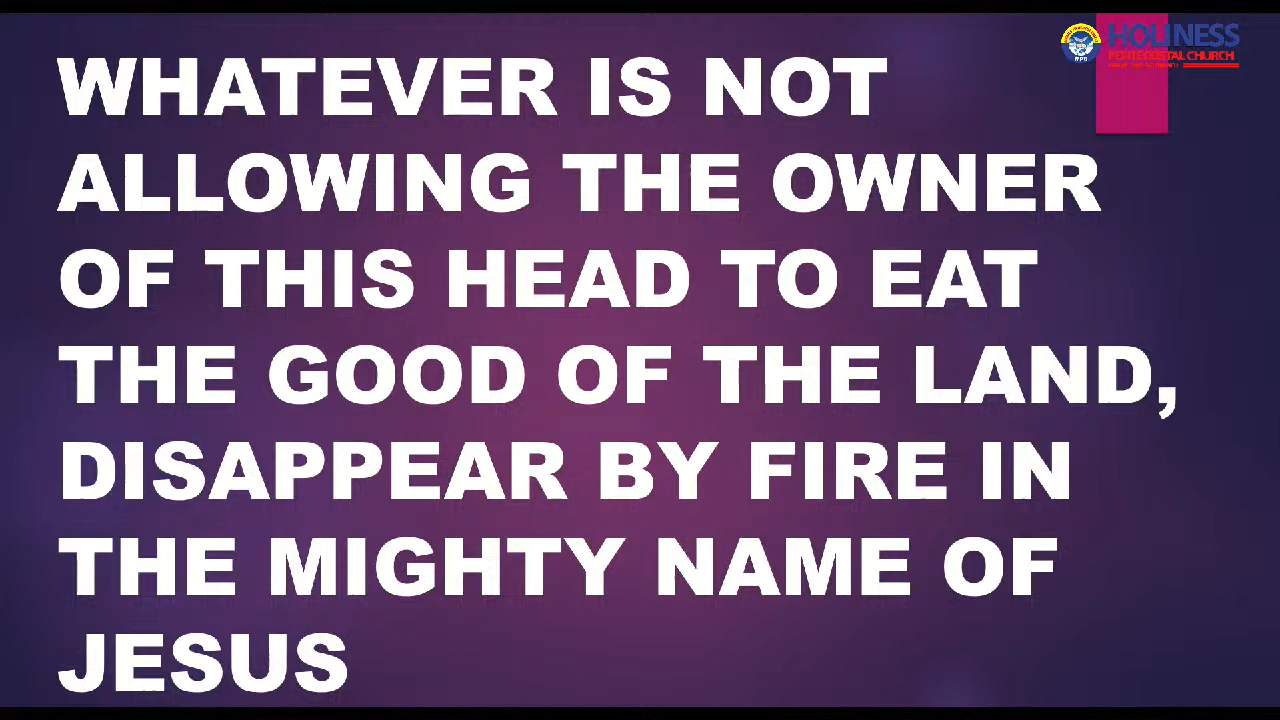 HOLINESS
PENTECOSTAL CHURCH
WHATEVER IS NOT
ALLOWING THE OWNER
OF THIS HEAD TO EAT
THE GOOD OF THE LAND,
DISAPPEAR BY FIRE IN
THE MIGHTY NAME OF
JESUS